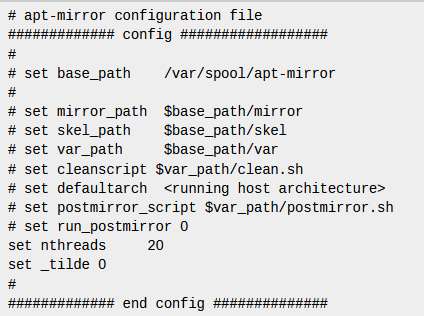 # apt-mirror configuration file
############# config ##################
#
# set base_path    /var/spool/apt-mirror
#
# set mirror_path  $base_path/mirror
# set skel_path    $base_path/skel
# set var_path     $base_path/var
# set cleanscript $var_path/clean.sh
# set defaultarch  <running host architecture>
# set postmirror_script $var_path/postmirror.sh
# set run_postmirror 0
set nthreads     20
set _tilde 0
#
############# end config ##############